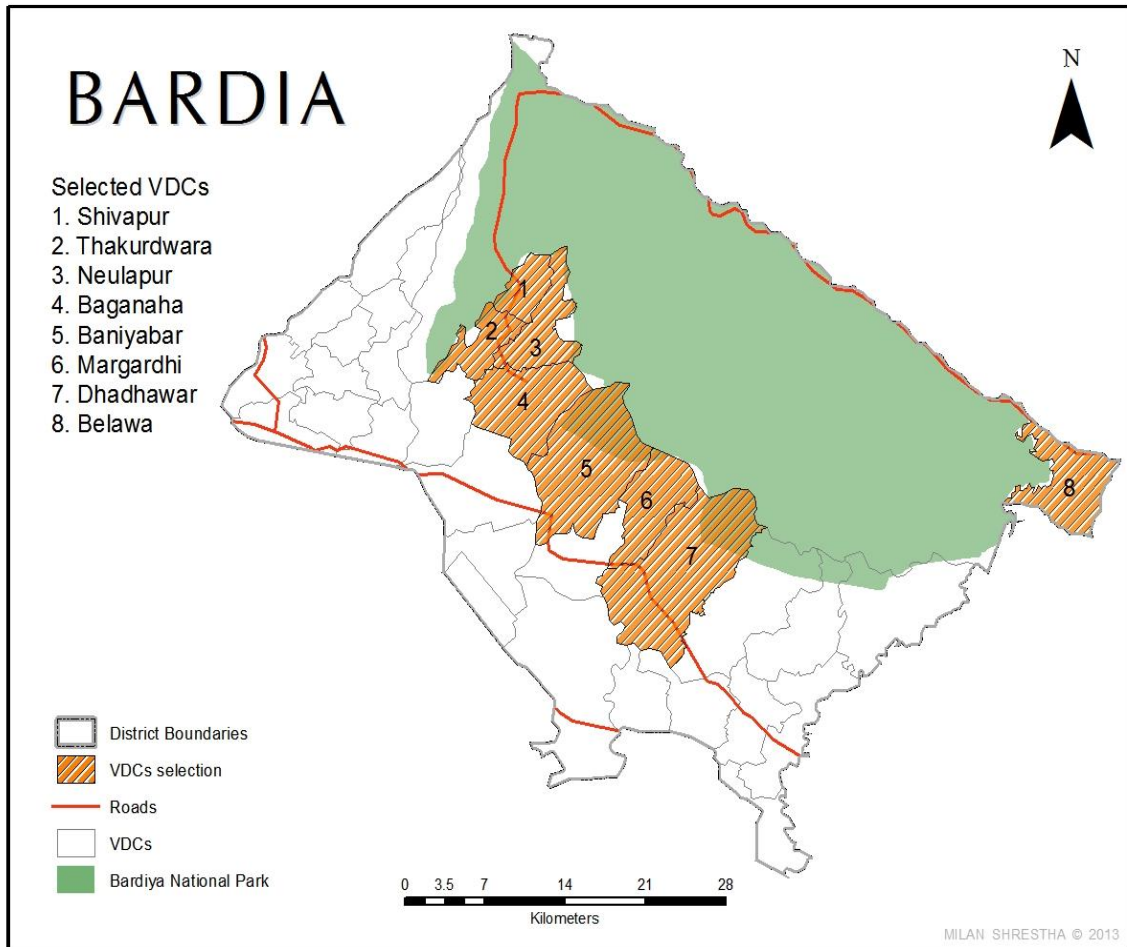 BARDIA
N
Selected VDCs
1. Shivapur
2. Thakurdwara
3. Neulapur
4. Baganaha
5. Baniyabar
6. Margardhi
7. Dhadhawar
8. Belawa
1
2
3
4
5
6
7
8
District Boundaries
VDCs selection
Roads
VDCs
Bardiya National Park
0 3.5 7 14 21 28
Kilometers
MILAN SHRESTHA © 2013